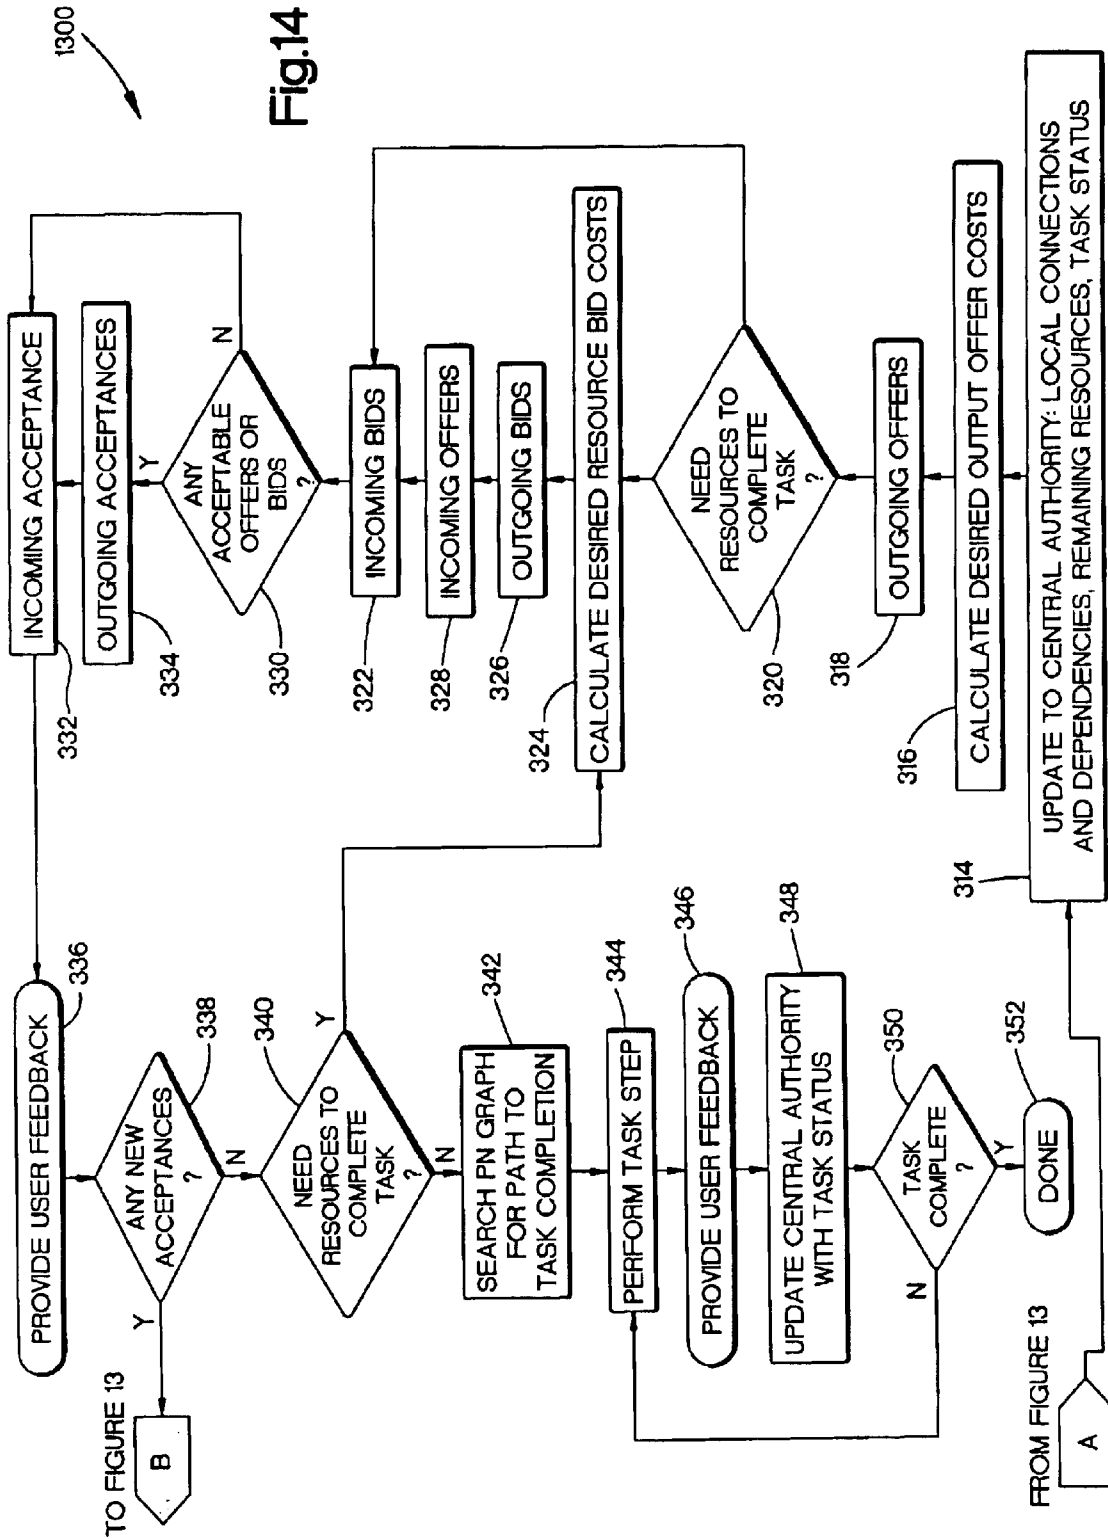 1300
Fig.14
PROVIDE USER FEEDBACK
336
TO FIGURE 13
B
Y
ANY NEW
ACCEPTANCES
?
338
N
340
NEED
RESOURCES TO
COMPLETE
TASK
?
Y
N
342
SEARCH PN GRAPH
FOR PATH TO
TASK COMPLETION
344
PERFORM TASK STEP
346
PROVIDE USER FEEDBACK
348
UPDATE CENTRAL AUTHORITY
WITH TASK STATUS
350
TASK
COMPLETE
?
N
Y
352
DONE
FROM FIGURE 13
A
INCOMING ACCEPTANCE
332
OUTGOING ACCEPTANCES
334
Y
N
ANY
ACCEPTABLE
OFFERS OR
BIDS
?
330
INCOMING BIDS
322
INCOMING OFFERS
328
OUTGOING BIDS
326
324
CALCULATE DESIRED RESOURCE BID COSTS
NEED
RESOURCES TO
COMPLETE
TASK
?
320
OUTGOING OFFERS
318
CALCULATE DESIRED OUTPUT OFFER COSTS
316
314
UPDATE TO CENTRAL AUTHORITY: LOCAL CONNECTIONS
AND DEPENDENCIES, REMAINING RESOURCES, TASK STATUS